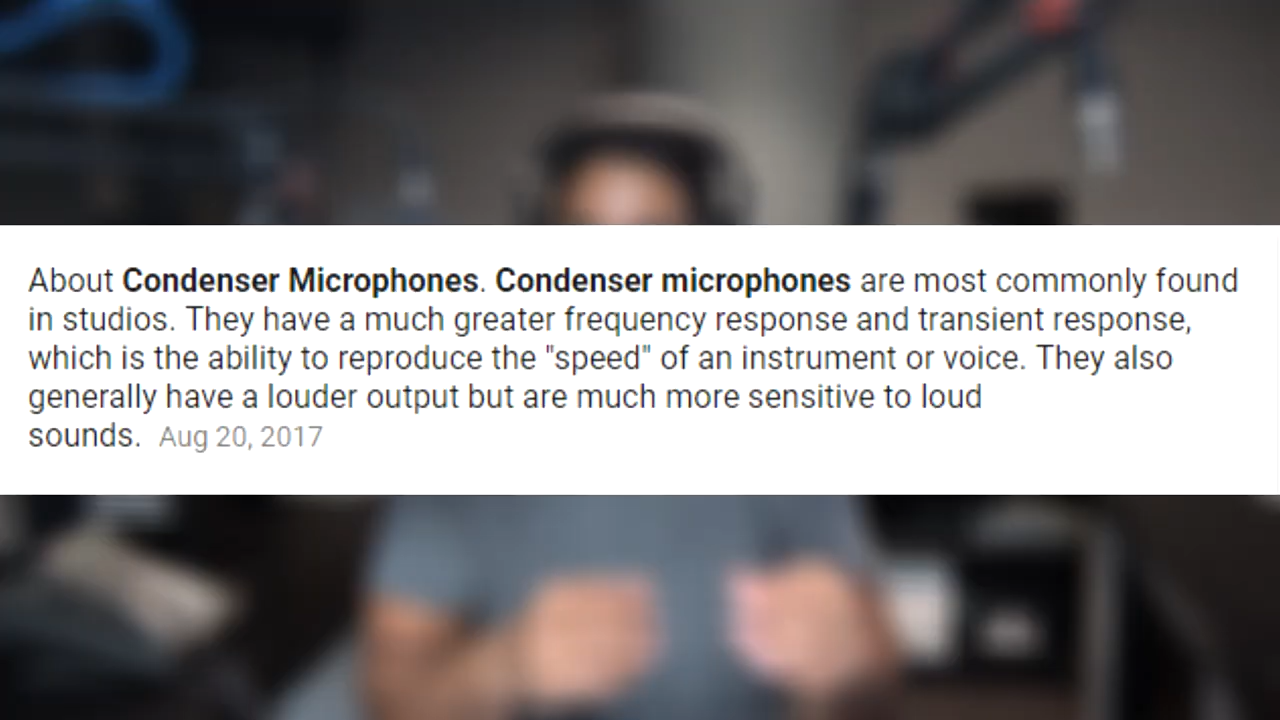 About Condenser Microphones. Condenser microphones are most commonly found
in studios. They have a much greater frequency response and transient response,
which is the ability to reproduce the "speed" of an instrument or voice. They also
generally have a louder output but are much more sensitive to loud
sounds. Aug 20, 2017